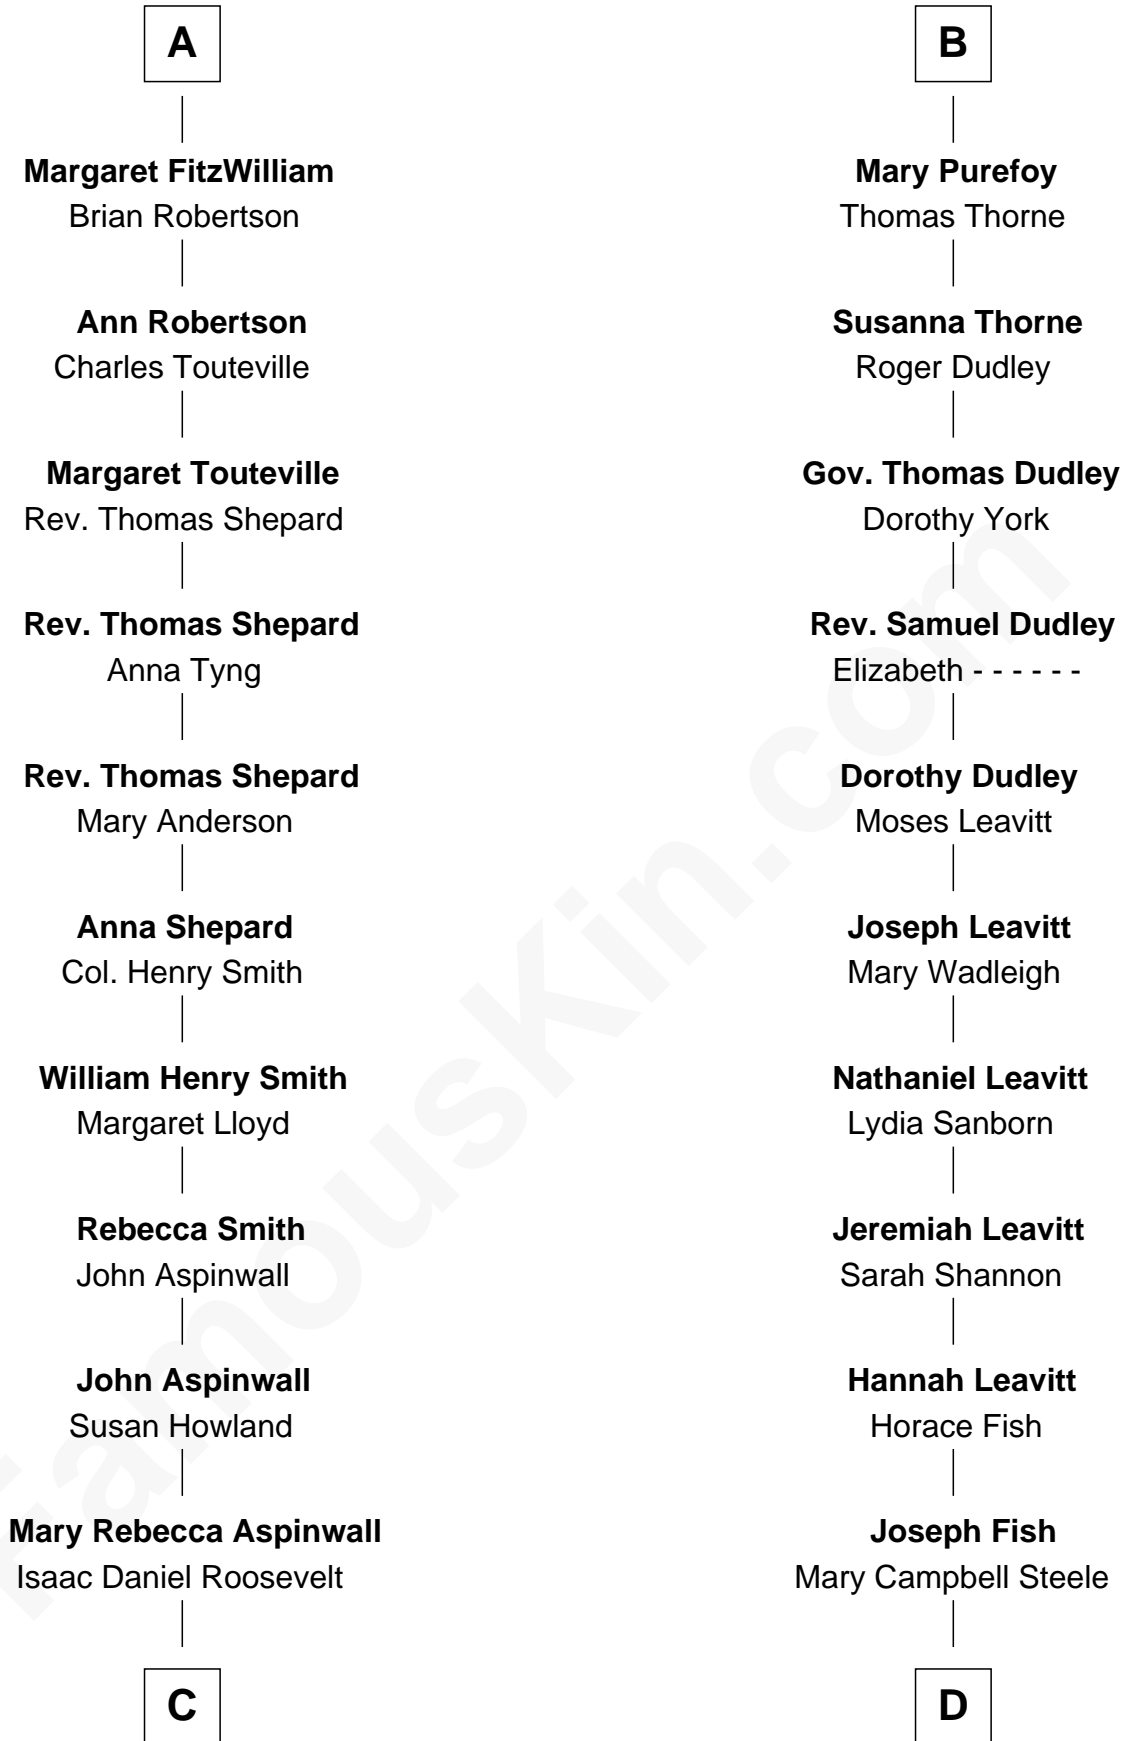 A
Margaret FitzWilliam
Brian Robertson
Ann Robertson
Charles Touteville
Margaret Touteville
Rev. Thomas Shepard
Rev. Thomas Shepard
Anna Tyng
Rev. Thomas Shepard
Mary Anderson
Anna Shepard
Col. Henry Smith
William Henry Smith
Margaret Lloyd
Rebecca Smith
John Aspinwall
John Aspinwall
Susan Howland
Mary Rebecca Aspinwall
Isaac Daniel Roosevelt
C
B
Mary Purefoy
Thomas Thorne
Susanna Thorne
Roger Dudley
Gov. Thomas Dudley
Dorothy York
Rev. Samuel Dudley
Elizabeth - - - - - -
Dorothy Dudley
Moses Leavitt
Joseph Leavitt
Mary Wadleigh
Nathaniel Leavitt
Lydia Sanborn
Jeremiah Leavitt
Sarah Shannon
Hannah Leavitt
Horace Fish
Joseph Fish
Mary Campbell Steele
D
FamousKin.com